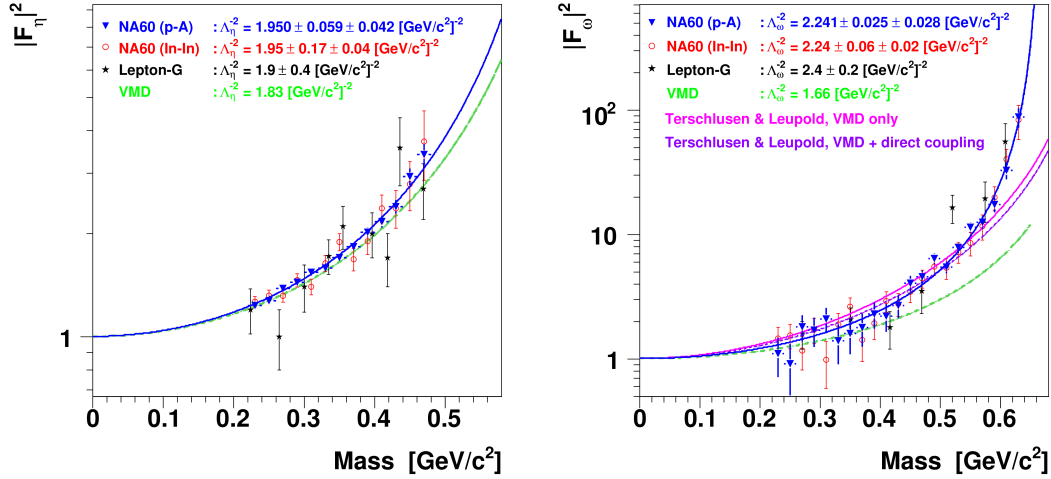 |F_η|²
NA60 (p-A) : Λ_η⁻² = 1.950 ± 0.059 ± 0.042 [GeV/c²]⁻²
NA60 (In-In) : Λ_η⁻² = 1.95 ± 0.17 ± 0.04 [GeV/c²]⁻²
Lepton-G : Λ_η⁻² = 1.9 ± 0.4 [GeV/c²]⁻²
VMD : Λ_η⁻² = 1.83 [GeV/c²]⁻²
1
0 0.1 0.2 0.3 0.4 0.5
Mass [GeV/c²]
|F_ω|²
NA60 (p-A) : Λ_ω⁻² = 2.241 ± 0.025 ± 0.028 [GeV/c²]⁻²
NA60 (In-In) : Λ_ω⁻² = 2.24 ± 0.06 ± 0.02 [GeV/c²]⁻²
Lepton-G : Λ_ω⁻² = 2.4 ± 0.2 [GeV/c²]⁻²
VMD : Λ_ω⁻² = 1.66 [GeV/c²]⁻²
Terschlusen & Leupold, VMD only
Terschlusen & Leupold, VMD + direct coupling
10²
10
1
0 0.1 0.2 0.3 0.4 0.5 0.6
Mass [GeV/c²]